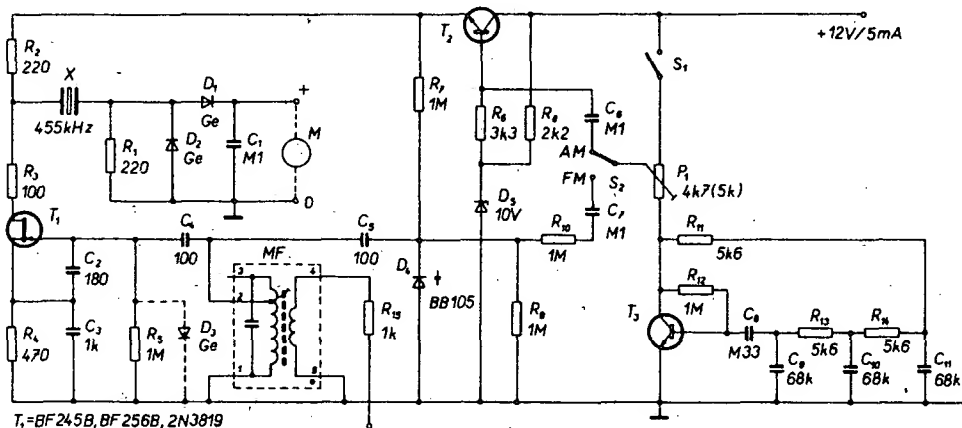 R2
220
X
455kHz
D1
Ge
+
R1
220
D2
Ge
C1
M1
M
0
R3
100
T1
C2
180
C3
1k
R4
470
R5
1M
D3
Ge
C4
100
MF
3
4
2
1
C5
100
R15
1k
D4
BB105
R7
1M
T2
R6
3k3
R8
2k2
D5
10V
C6
M1
AM
S2
FM
C7
M1
R10
1M
R9
1M
+12V/5mA
S1
P1
4k7(5k)
R11
5k6
R12
1M
T3
C8
M33
R13
5k6
R14
5k6
C9
68k
C10
68k
C11
68k
T1=BF245B, BF256B, 2N3819